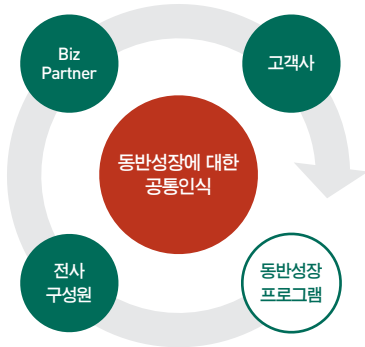 Biz
Partner
고객사
동반성장에 대한
공통인식
전사
구성원
동반성장
프로그램